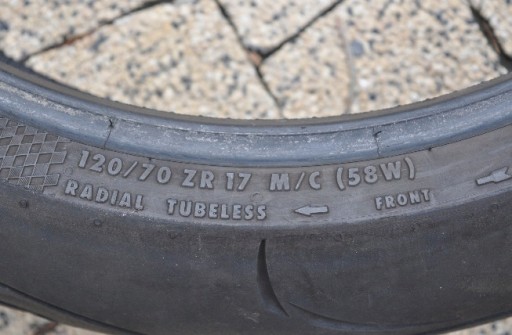 120/70 ZR 17 M/C (58W)
RADIAL TUBELESS ← FRONT